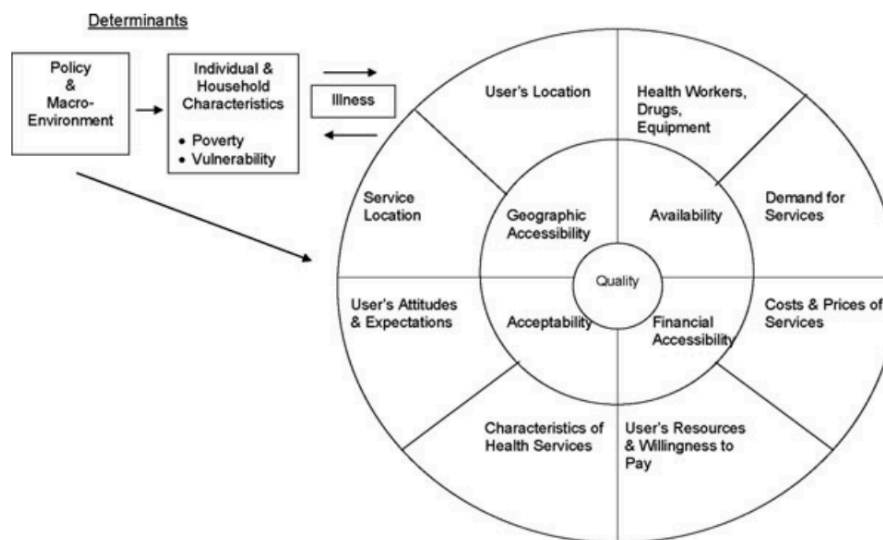 Determinants
Policy
&
Macro-
Environment
Individual &
Household
Characteristics
• Poverty
• Vulnerability
Illness
User's Location
Health Workers,
Drugs,
Equipment
Service
Location
Geographic
Accessibility
Availability
Demand for
Services
Quality
User's Attitudes
& Expectations
Acceptability
Financial
Accessibility
Costs & Prices of
Services
Characteristics of
Health Services
User's Resources
& Willingness to
Pay